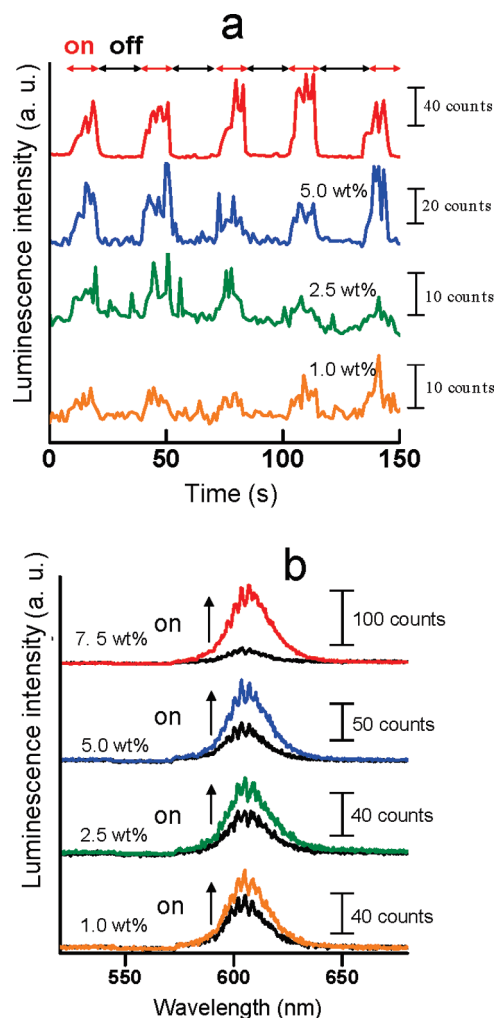 a
on off
Luminescence intensity (a. u.)
40 counts
5.0 wt%
20 counts
2.5 wt%
10 counts
1.0 wt%
10 counts
0 50 100 150
Time (s)
b
Luminescence intensity (a. u.)
on
7. 5 wt%
100 counts
on
5.0 wt%
50 counts
on
2.5 wt%
40 counts
on
1.0 wt%
40 counts
550 600 650
Wavelength (nm)